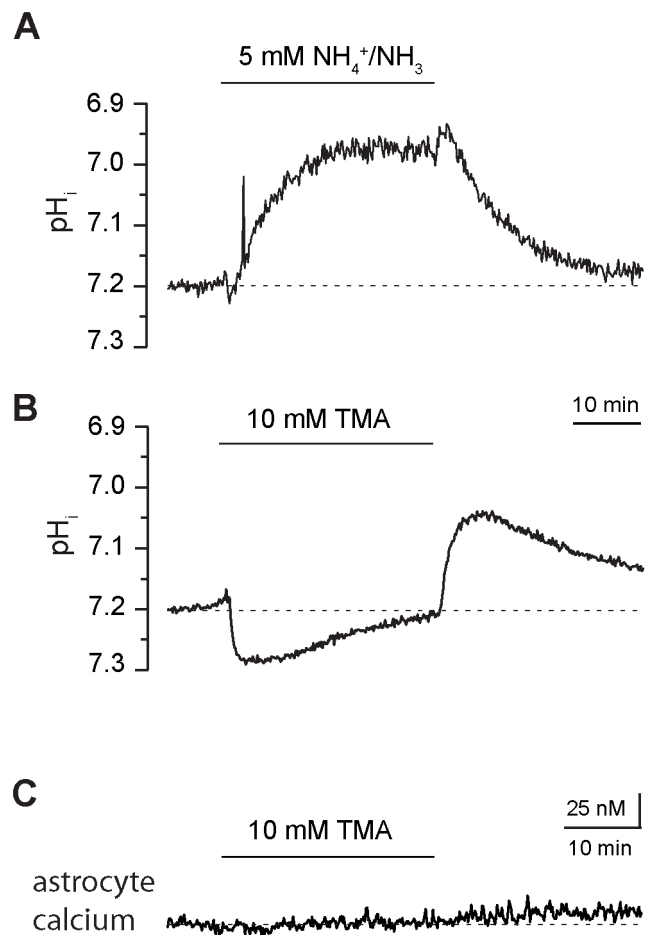 A
5 mM NH₄⁺/NH₃
6.9
7.0
7.1
7.2
7.3
pHᵢ
B
10 mM TMA
10 min
6.9
7.0
7.1
7.2
7.3
pHᵢ
C
10 mM TMA
25 nM
10 min
astrocyte
calcium